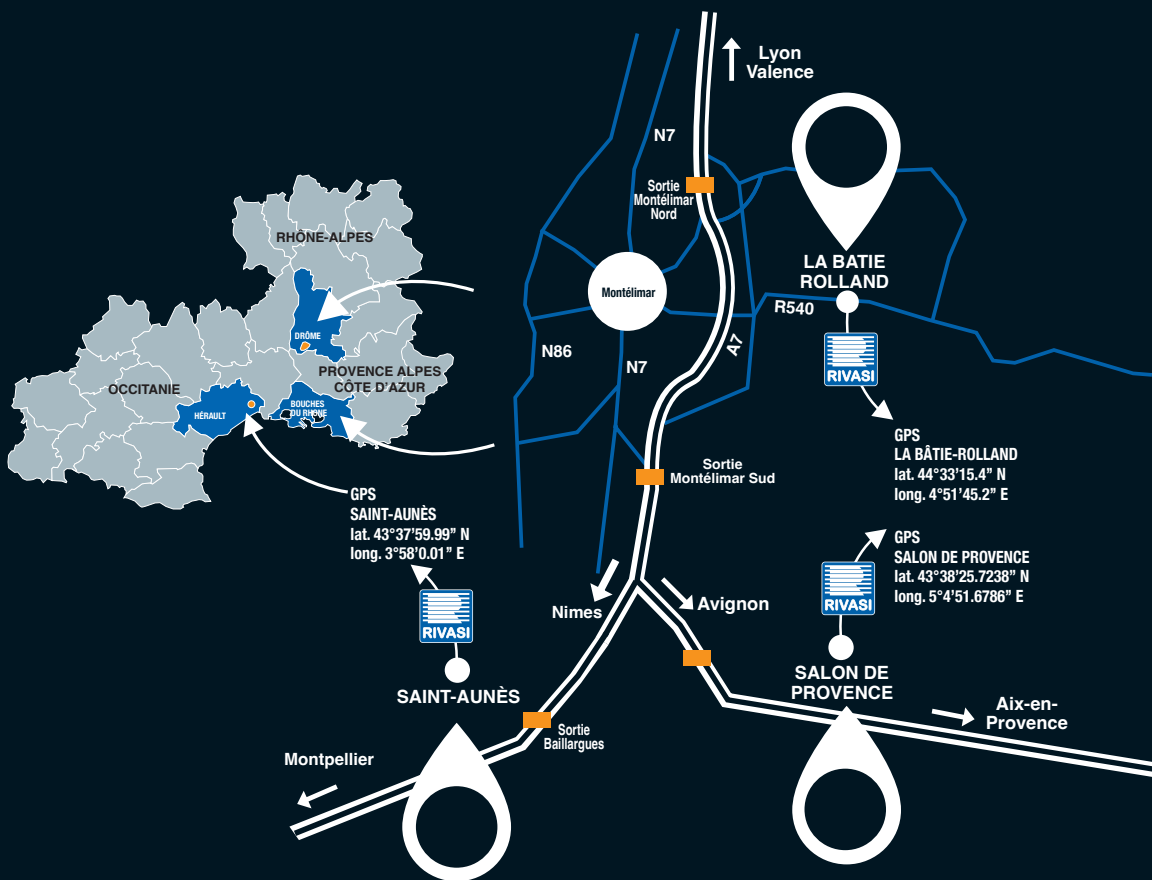 Lyon
Valence
N7
Sortie
Montélimar
Nord
RHÔNE-ALPES
LA BATIE
ROLLAND
Montélimar
R540
DRÔME
N86
N7
A7
RIVASI
PROVENCE ALPES
CÔTE D'AZUR
OCCITANIE
BOUCHES
DU RHÔNE
HÉRAULT
GPS
LA BÂTIE-ROLLAND
lat. 44°33’15.4” N
long. 4°51’45.2” E
Sortie
Montélimar Sud
GPS
SAINT-AUNÈS
lat. 43°37’59.99” N
long. 3°58’0.01” E
GPS
SALON DE PROVENCE
lat. 43°38’25.7238” N
long. 5°4’51.6786” E
RIVASI
Nimes
Avignon
RIVASI
SAINT-AUNÈS
SALON DE
PROVENCE
Aix-en-
Provence
Sortie
Baillargues
Montpellier